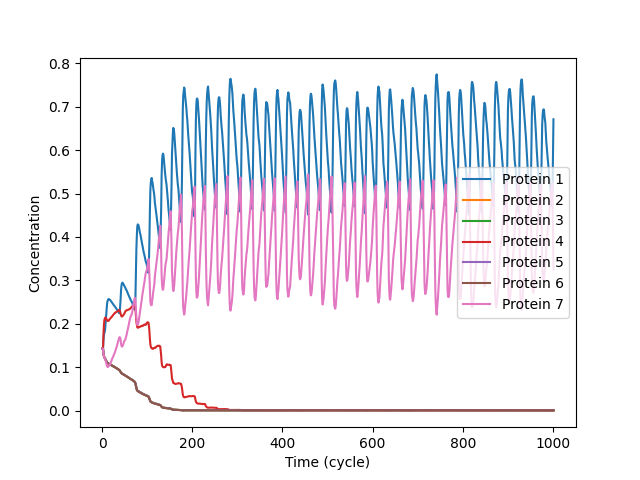 0.8
0.7
0.6
0.5
0.4
0.3
0.2
0.1
0.0
Concentration
Protein 1
Protein 2
Protein 3
Protein 4
Protein 5
Protein 6
Protein 7
0 200 400 600 800 1000
Time (cycle)